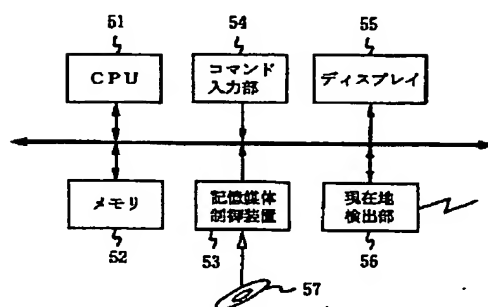 51
54
55
CPU
コマンド
入力部
ディスプレイ
メモリ
記憶媒体
制御装置
現在地
検出部
52
53
56
57